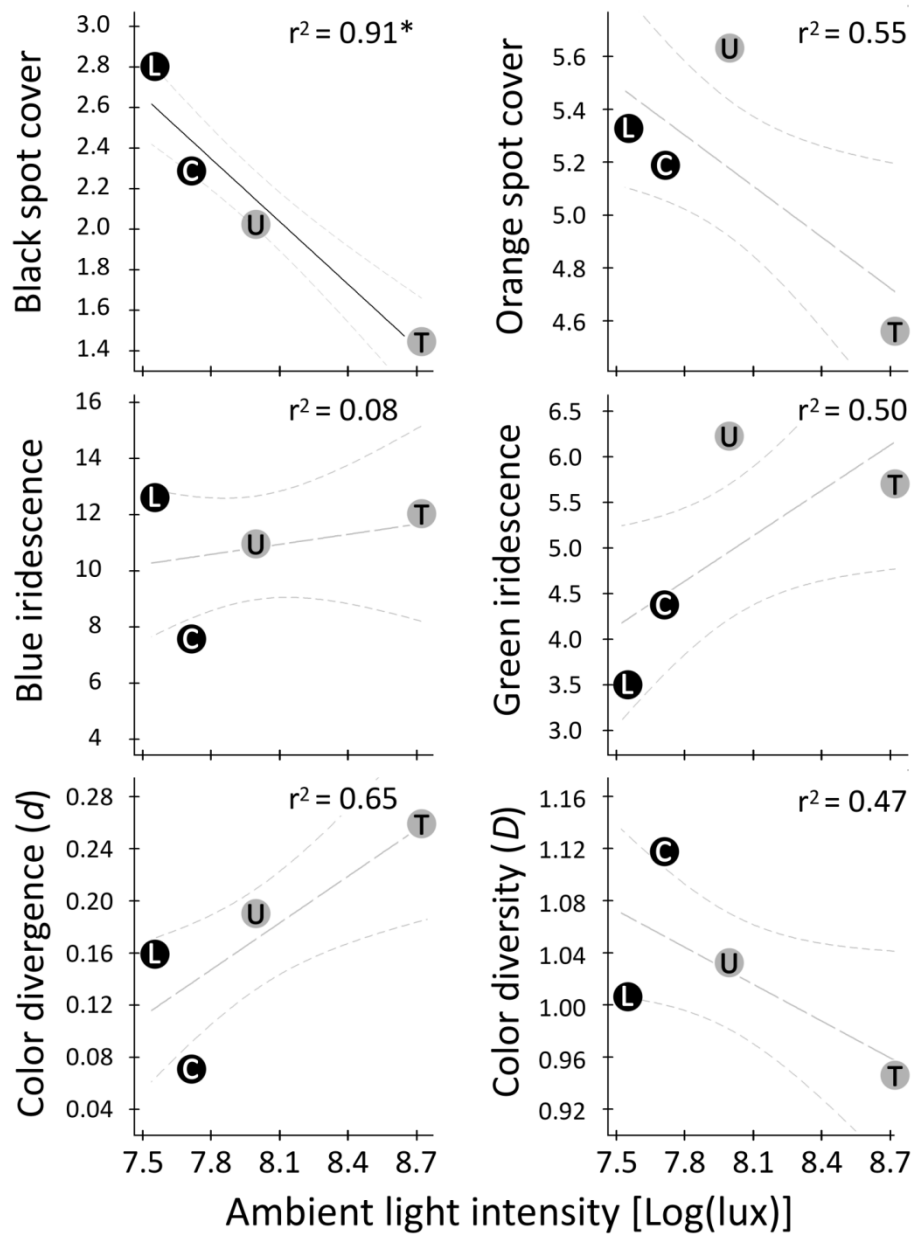 Black spot cover
3.0
2.8
2.6
2.4
2.2
2.0
1.8
1.6
1.4
r² = 0.91*
L
C
U
T
Orange spot cover
5.6
5.4
5.2
5.0
4.8
4.6
r² = 0.55
U
L
C
T
Blue iridescence
16
14
12
10
8
6
4
r² = 0.08
L
C
U
T
Green iridescence
6.5
6.0
5.5
5.0
4.5
4.0
3.5
3.0
r² = 0.50
U
T
C
L
Color divergence (d)
0.28
0.24
0.20
0.16
0.12
0.08
0.04
r² = 0.65
T
U
L
C
7.5 7.8 8.1 8.4 8.7
Color diversity (D)
1.16
1.12
1.08
1.04
1.00
0.96
0.92
r² = 0.47
C
U
L
T
7.5 7.8 8.1 8.4 8.7
Ambient light intensity [Log(lux)]